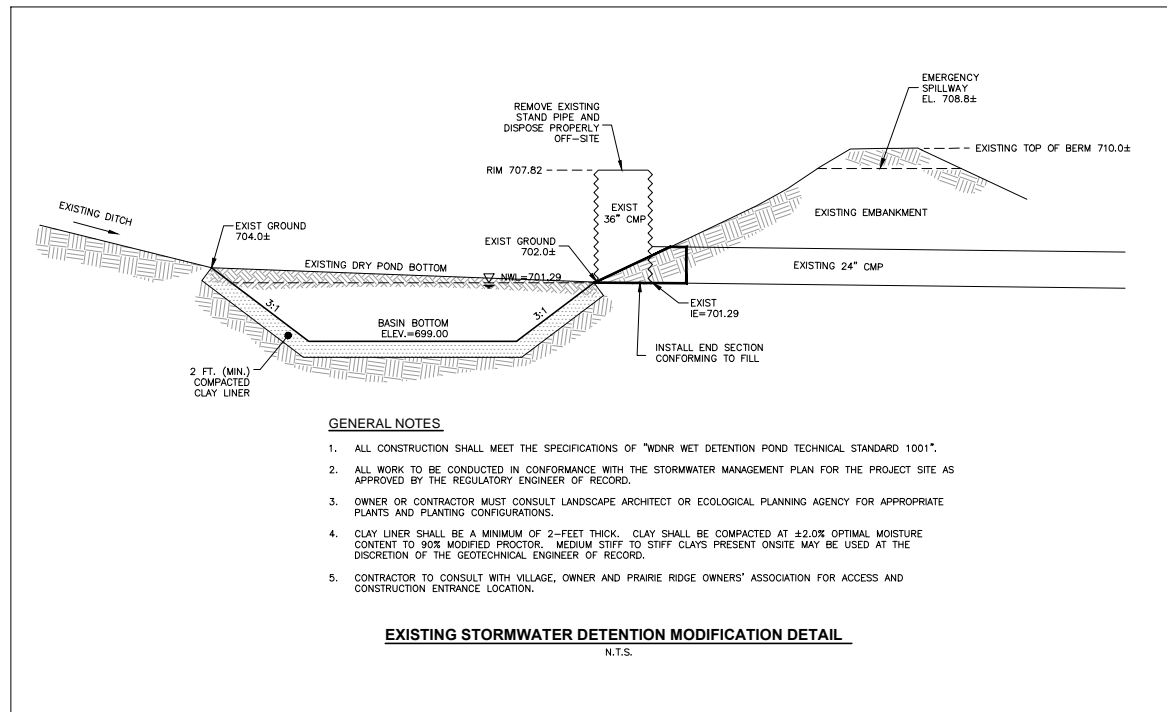 EMERGENCY
SPILLWAY
EL. 708.8±
REMOVE EXISTING
STAND PIPE AND
DISPOSE PROPERLY
OFF-SITE
EXISTING TOP OF BERM 710.0±
RIM 707.82
EXISTING DITCH
EXIST
36" CMP
EXISTING EMBANKMENT
EXIST GROUND
704.0±
EXIST GROUND
702.0±
EXISTING DRY POND BOTTOM
NWL=701.29
EXISTING 24" CMP
3:1
3:1
EXIST
IE=701.29
BASIN BOTTOM
ELEV.=699.00
INSTALL END SECTION
CONFORMING TO FILL
2 FT. (MIN.)
COMPACTED
CLAY LINER
GENERAL NOTES
1. ALL CONSTRUCTION SHALL MEET THE SPECIFICATIONS OF "WDNR WET DETENTION POND TECHNICAL STANDARD 1001".
2. ALL WORK TO BE CONDUCTED IN CONFORMANCE WITH THE STORMWATER MANAGEMENT PLAN FOR THE PROJECT SITE AS
APPROVED BY THE REGULATORY ENGINEER OF RECORD.
3. OWNER OR CONTRACTOR MUST CONSULT LANDSCAPE ARCHITECT OR ECOLOGICAL PLANNING AGENCY FOR APPROPRIATE
PLANTS AND PLANTING CONFIGURATIONS.
4. CLAY LINER SHALL BE A MINIMUM OF 2-FEET THICK. CLAY SHALL BE COMPACTED AT ±2.0% OPTIMAL MOISTURE
CONTENT TO 90% MODIFIED PROCTOR. MEDIUM STIFF TO STIFF CLAYS PRESENT ONSITE MAY BE USED AT THE
DISCRETION OF THE GEOTECHNICAL ENGINEER OF RECORD.
5. CONTRACTOR TO CONSULT WITH VILLAGE, OWNER AND PRAIRIE RIDGE OWNERS' ASSOCIATION FOR ACCESS AND
CONSTRUCTION ENTRANCE LOCATION.
EXISTING STORMWATER DETENTION MODIFICATION DETAIL
N.T.S.